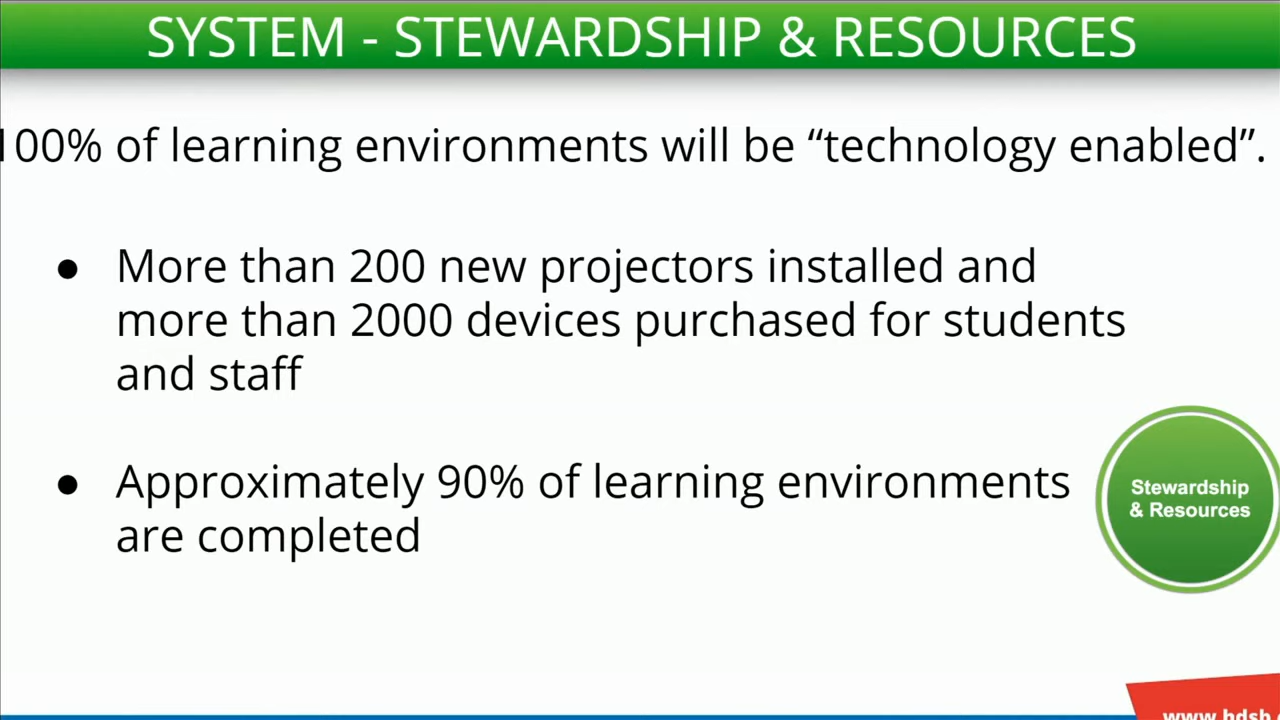 SYSTEM - STEWARDSHIP & RESOURCES
100% of learning environments will be “technology enabled”.
● More than 200 new projectors installed and
more than 2000 devices purchased for students
and staff
● Approximately 90% of learning environments
are completed
Stewardship
& Resources